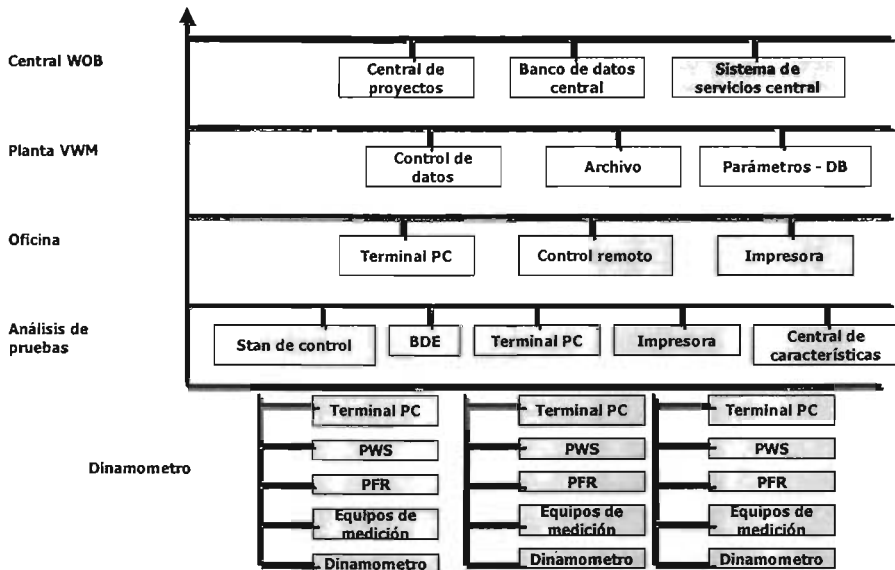 Central WOB
Central de
proyectos
Banco de datos
central
Sistema de
servicios central
Planta VWM
Control de
datos
Archivo
Parámetros - DB
Oficina
Terminal PC
Control remoto
Impresora
Análisis de
pruebas
Stan de control
BDE
Terminal PC
Impresora
Central de
características
Dinamometro
Terminal PC
PWS
PFR
Equipos de
medición
Dinamometro
Terminal PC
PWS
PFR
Equipos de
medición
Dinamometro
Terminal PC
PWS
PFR
Equipos de
medición
Dinamometro